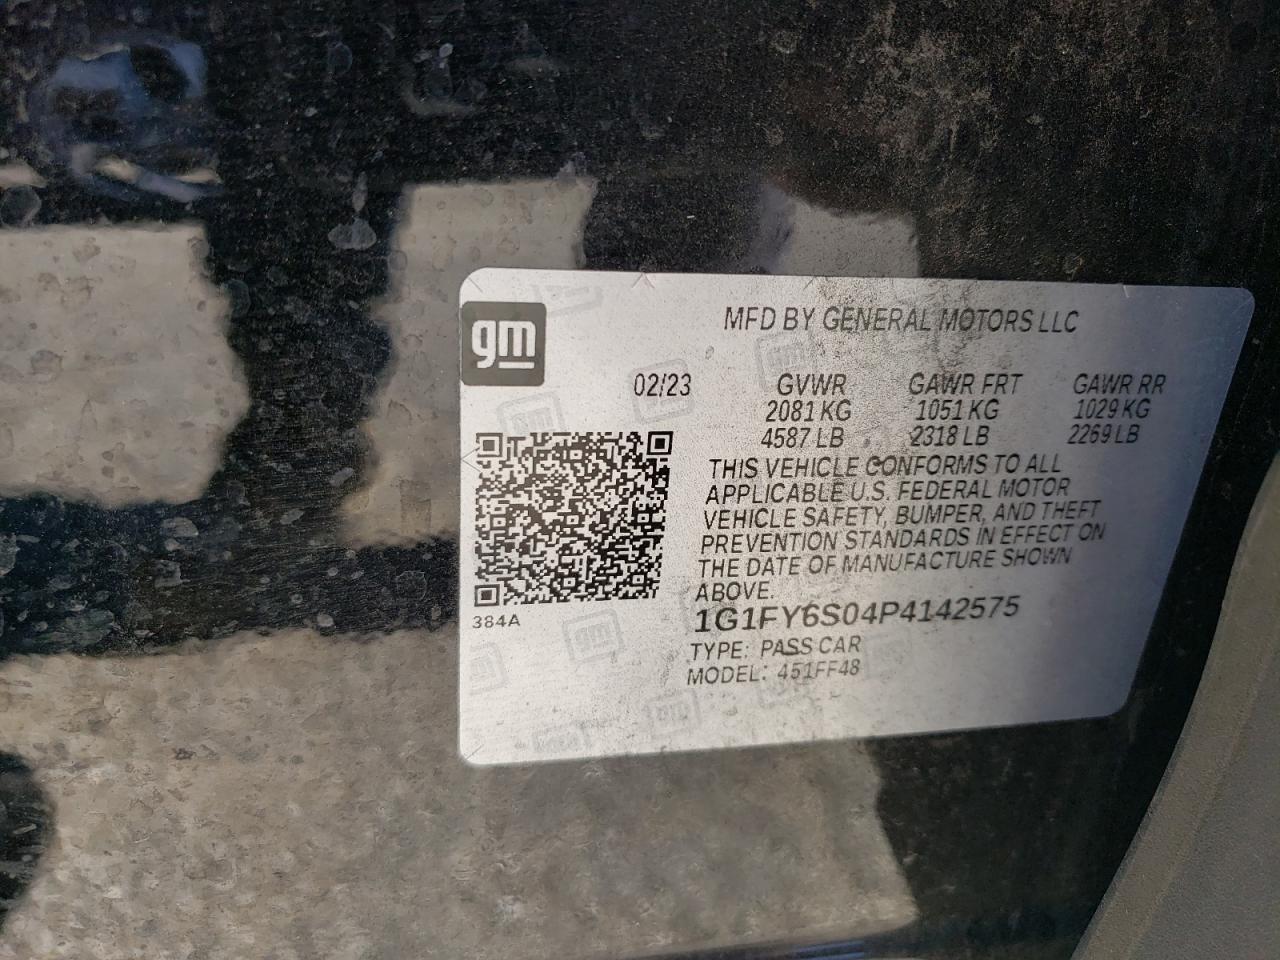 gm
MFD BY GENERAL MOTORS LLC
02/23 GVWR GAWR FRT GAWR RR
2081 KG 1051 KG 1029 KG
4587 LB 2318 LB 2269 LB
THIS VEHICLE CONFORMS TO ALL
APPLICABLE U.S. FEDERAL MOTOR
VEHICLE SAFETY, BUMPER, AND THEFT
PREVENTION STANDARDS IN EFFECT ON
THE DATE OF MANUFACTURE SHOWN
ABOVE.
384A
1G1FY6S04P4142575
TYPE: PASS CAR
MODEL: 451FF48